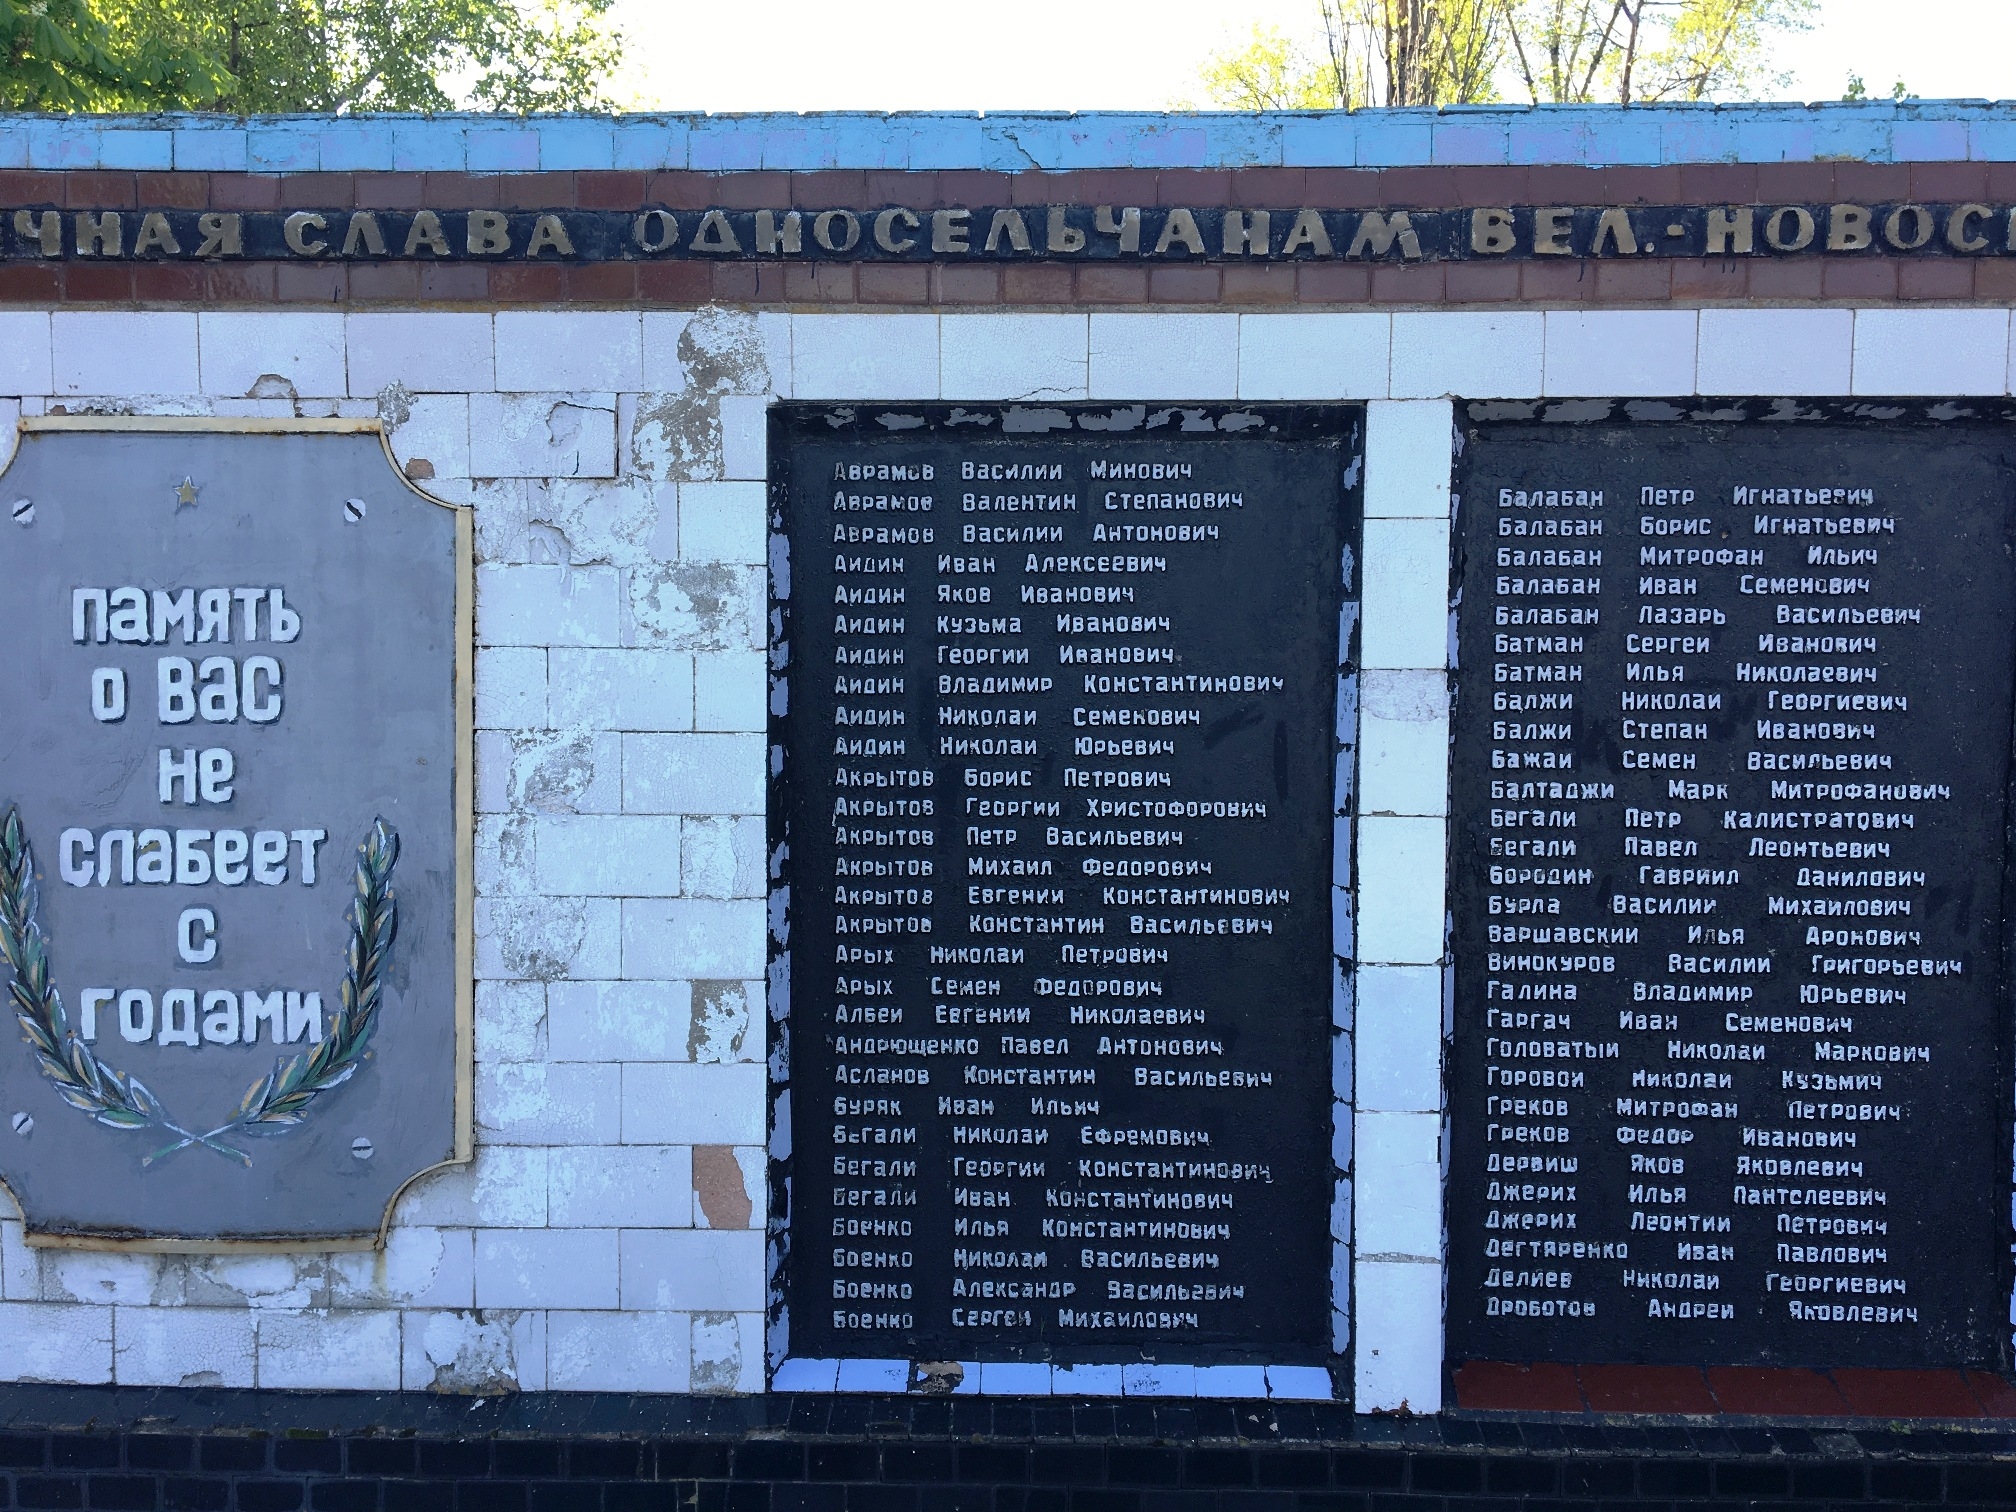 ЧНАЯ СЛАВА ОДНОСЕЛЬЧАНАМ ВЕЛ.-НОВОС
ПАМЯТЬ
О ВАС
НЕ
СЛАБЕЕТ
С
ГОДАМИ
Аврамов Василии Минович
Аврамов Валентин Степанович
Аврамов Василии Антонович
Аидин Иван Алексеевич
Аидин Яков Иванович
Аидин Кузьма Иванович
Аидин Георгии Иванович
Аидин Владимир Константинович
Аидин Николаи Семенович
Аидин Николаи Юрьевич
Акрытов Борис Петрович
Акрытов Георгии Христофорович
Акрытов Петр Васильевич
Акрытов Михаил Федорович
Акрытов Евгении Константинович
Акрытов Константин Васильевич
Арых Николаи Петрович
Арых Семен Федорович
Албеи Евгении Николаевич
Андрющенко Павел Антонович
Асланов Константин Васильевич
Буряк Иван Ильич
Бегали Николаи Ефремович
Бегали Георгии Константинович
Бегали Иван Константинович
Боенко Илья Константинович
Боенко Николаи Васильевич
Боенко Александр Васильевич
Боенко Сергеи Михаилович
Балабан Петр Игнатьевич
Балабан Борис Игнатьевич
Балабан Митрофан Ильич
Балабан Иван Семенович
Балабан Лазарь Васильевич
Батман Сергеи Иванович
Батман Илья Николаевич
Балжи Николаи Георгиевич
Балжи Степан Иванович
Бажаи Семен Васильевич
Балтаджи Марк Митрофанович
Бегали Петр Калистратович
Бегали Павел Леонтьевич
Бородин Гавриил Данилович
Бурла Василии Михаилович
Варшавскии Илья Аронович
Винокуров Василии Григорьевич
Галина Владимир Юрьевич
Гаргач Иван Семенович
Головатыи Николаи Маркович
Горовои Николаи Кузьмич
Греков Митрофан Петрович
Греков Федор Иванович
Дервиш Яков Яковлевич
Джерих Илья Пантелеевич
Джерих Леонтии Петрович
Дегтяренко Иван Павлович
Делиев Николаи Георгиевич
Дроботов Андреи Яковлевич